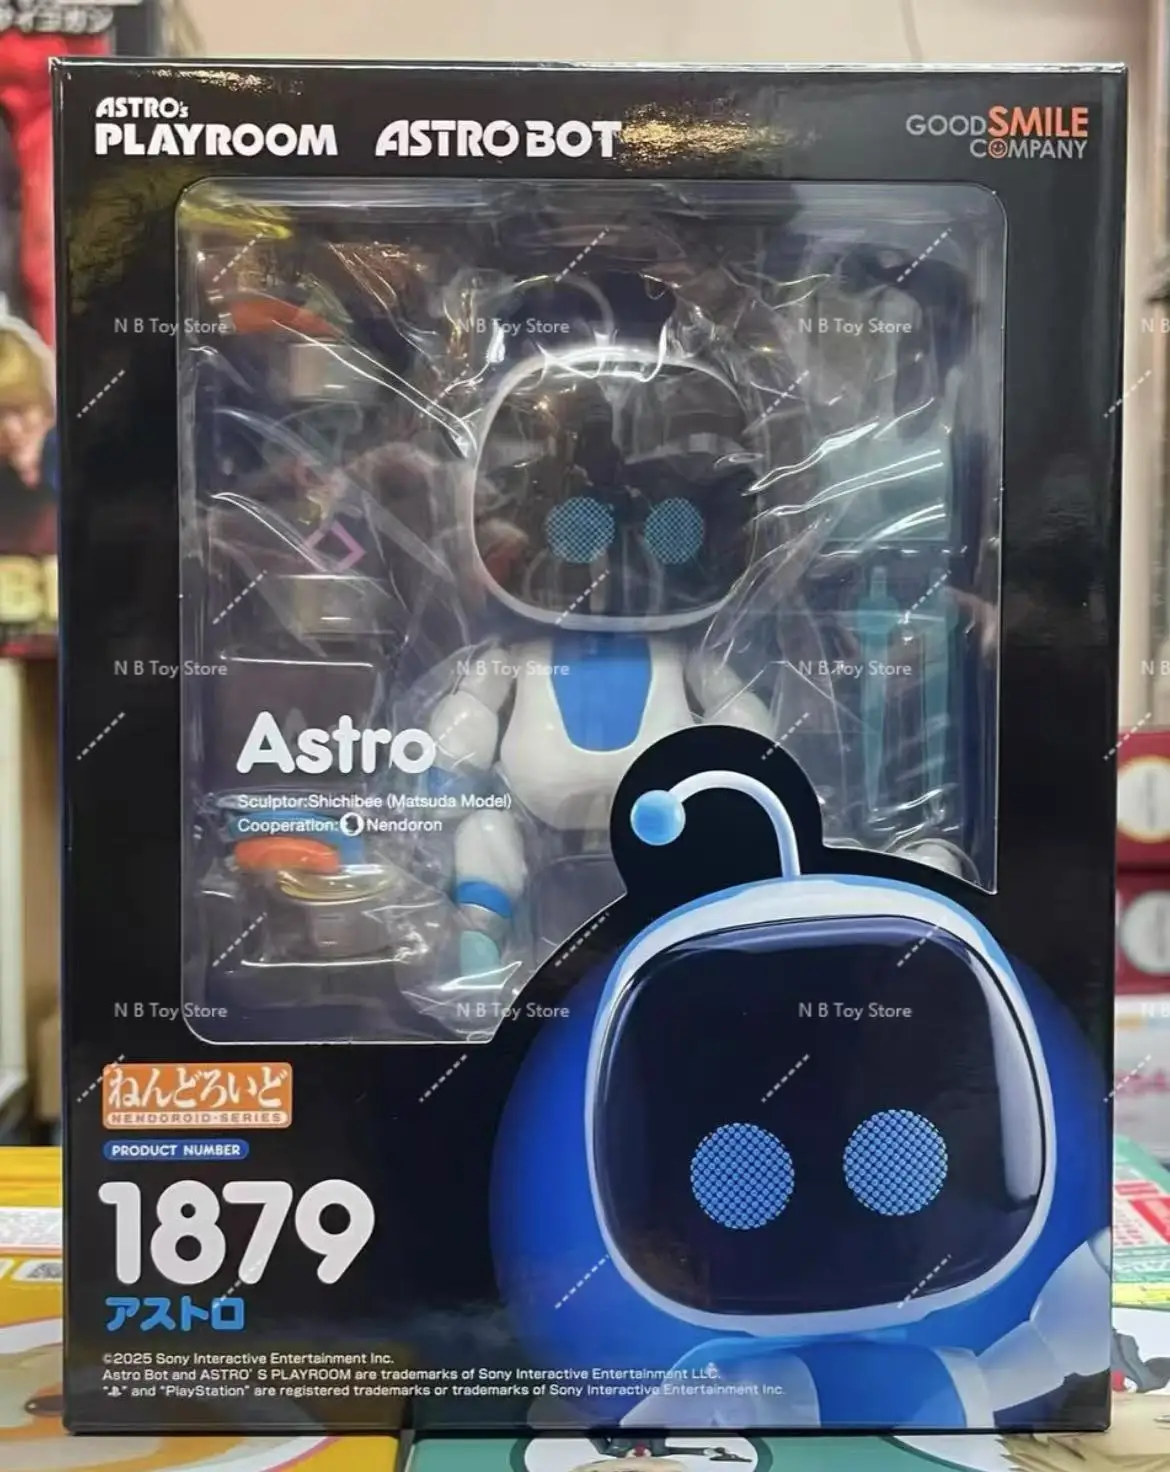 ASTRO's
PLAYROOM
ASTRO BOT
GOODSMILE
COMPANY
N B Toy Store
N B Toy Store
N B Toy Store
N B Toy Store
N B Toy Store
N B Toy Store
Astro
Sculptor:Shichibee (Matsuda Model)
Cooperation: Nendoron
N B Toy Store
N B Toy Store
N B Toy Store
ねんどろいど
NENDOROID・SERIES
PRODUCT NUMBER
1879
アストロ
©2025 Sony Interactive Entertainment Inc.
Astro Bot and ASTRO' S PLAYROOM are trademarks of Sony Interactive Entertainment LLC.
" " and "PlayStation" are registered trademarks or trademarks of Sony Interactive Entertainment Inc.